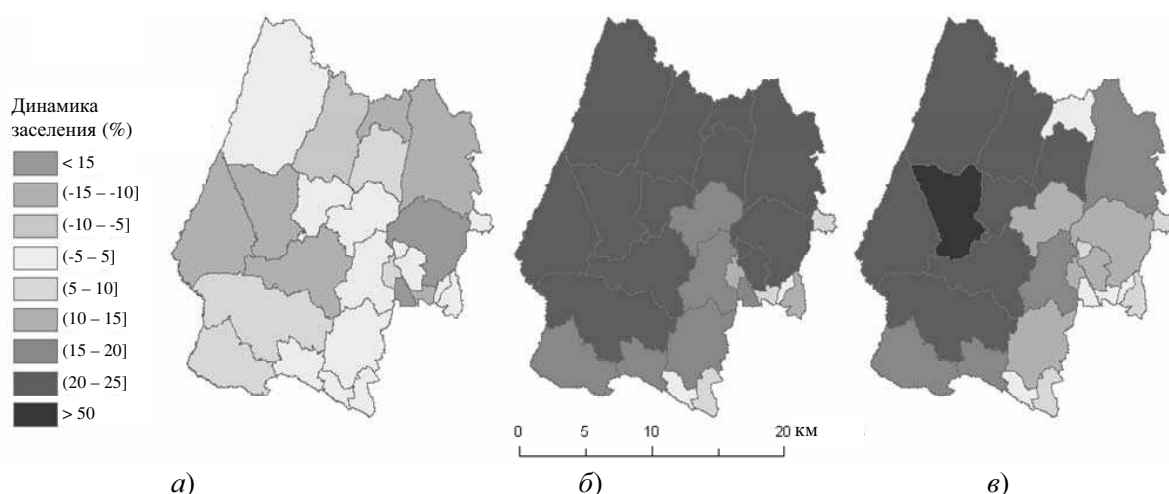 Динамика
заселения (%)
< 15
(-15 – -10]
(-10 – -5]
(-5 – 5]
(5 – 10]
(10 – 15]
(15 – 20]
(20 – 25]
> 50
0 5 10 20 км
а) б) в)